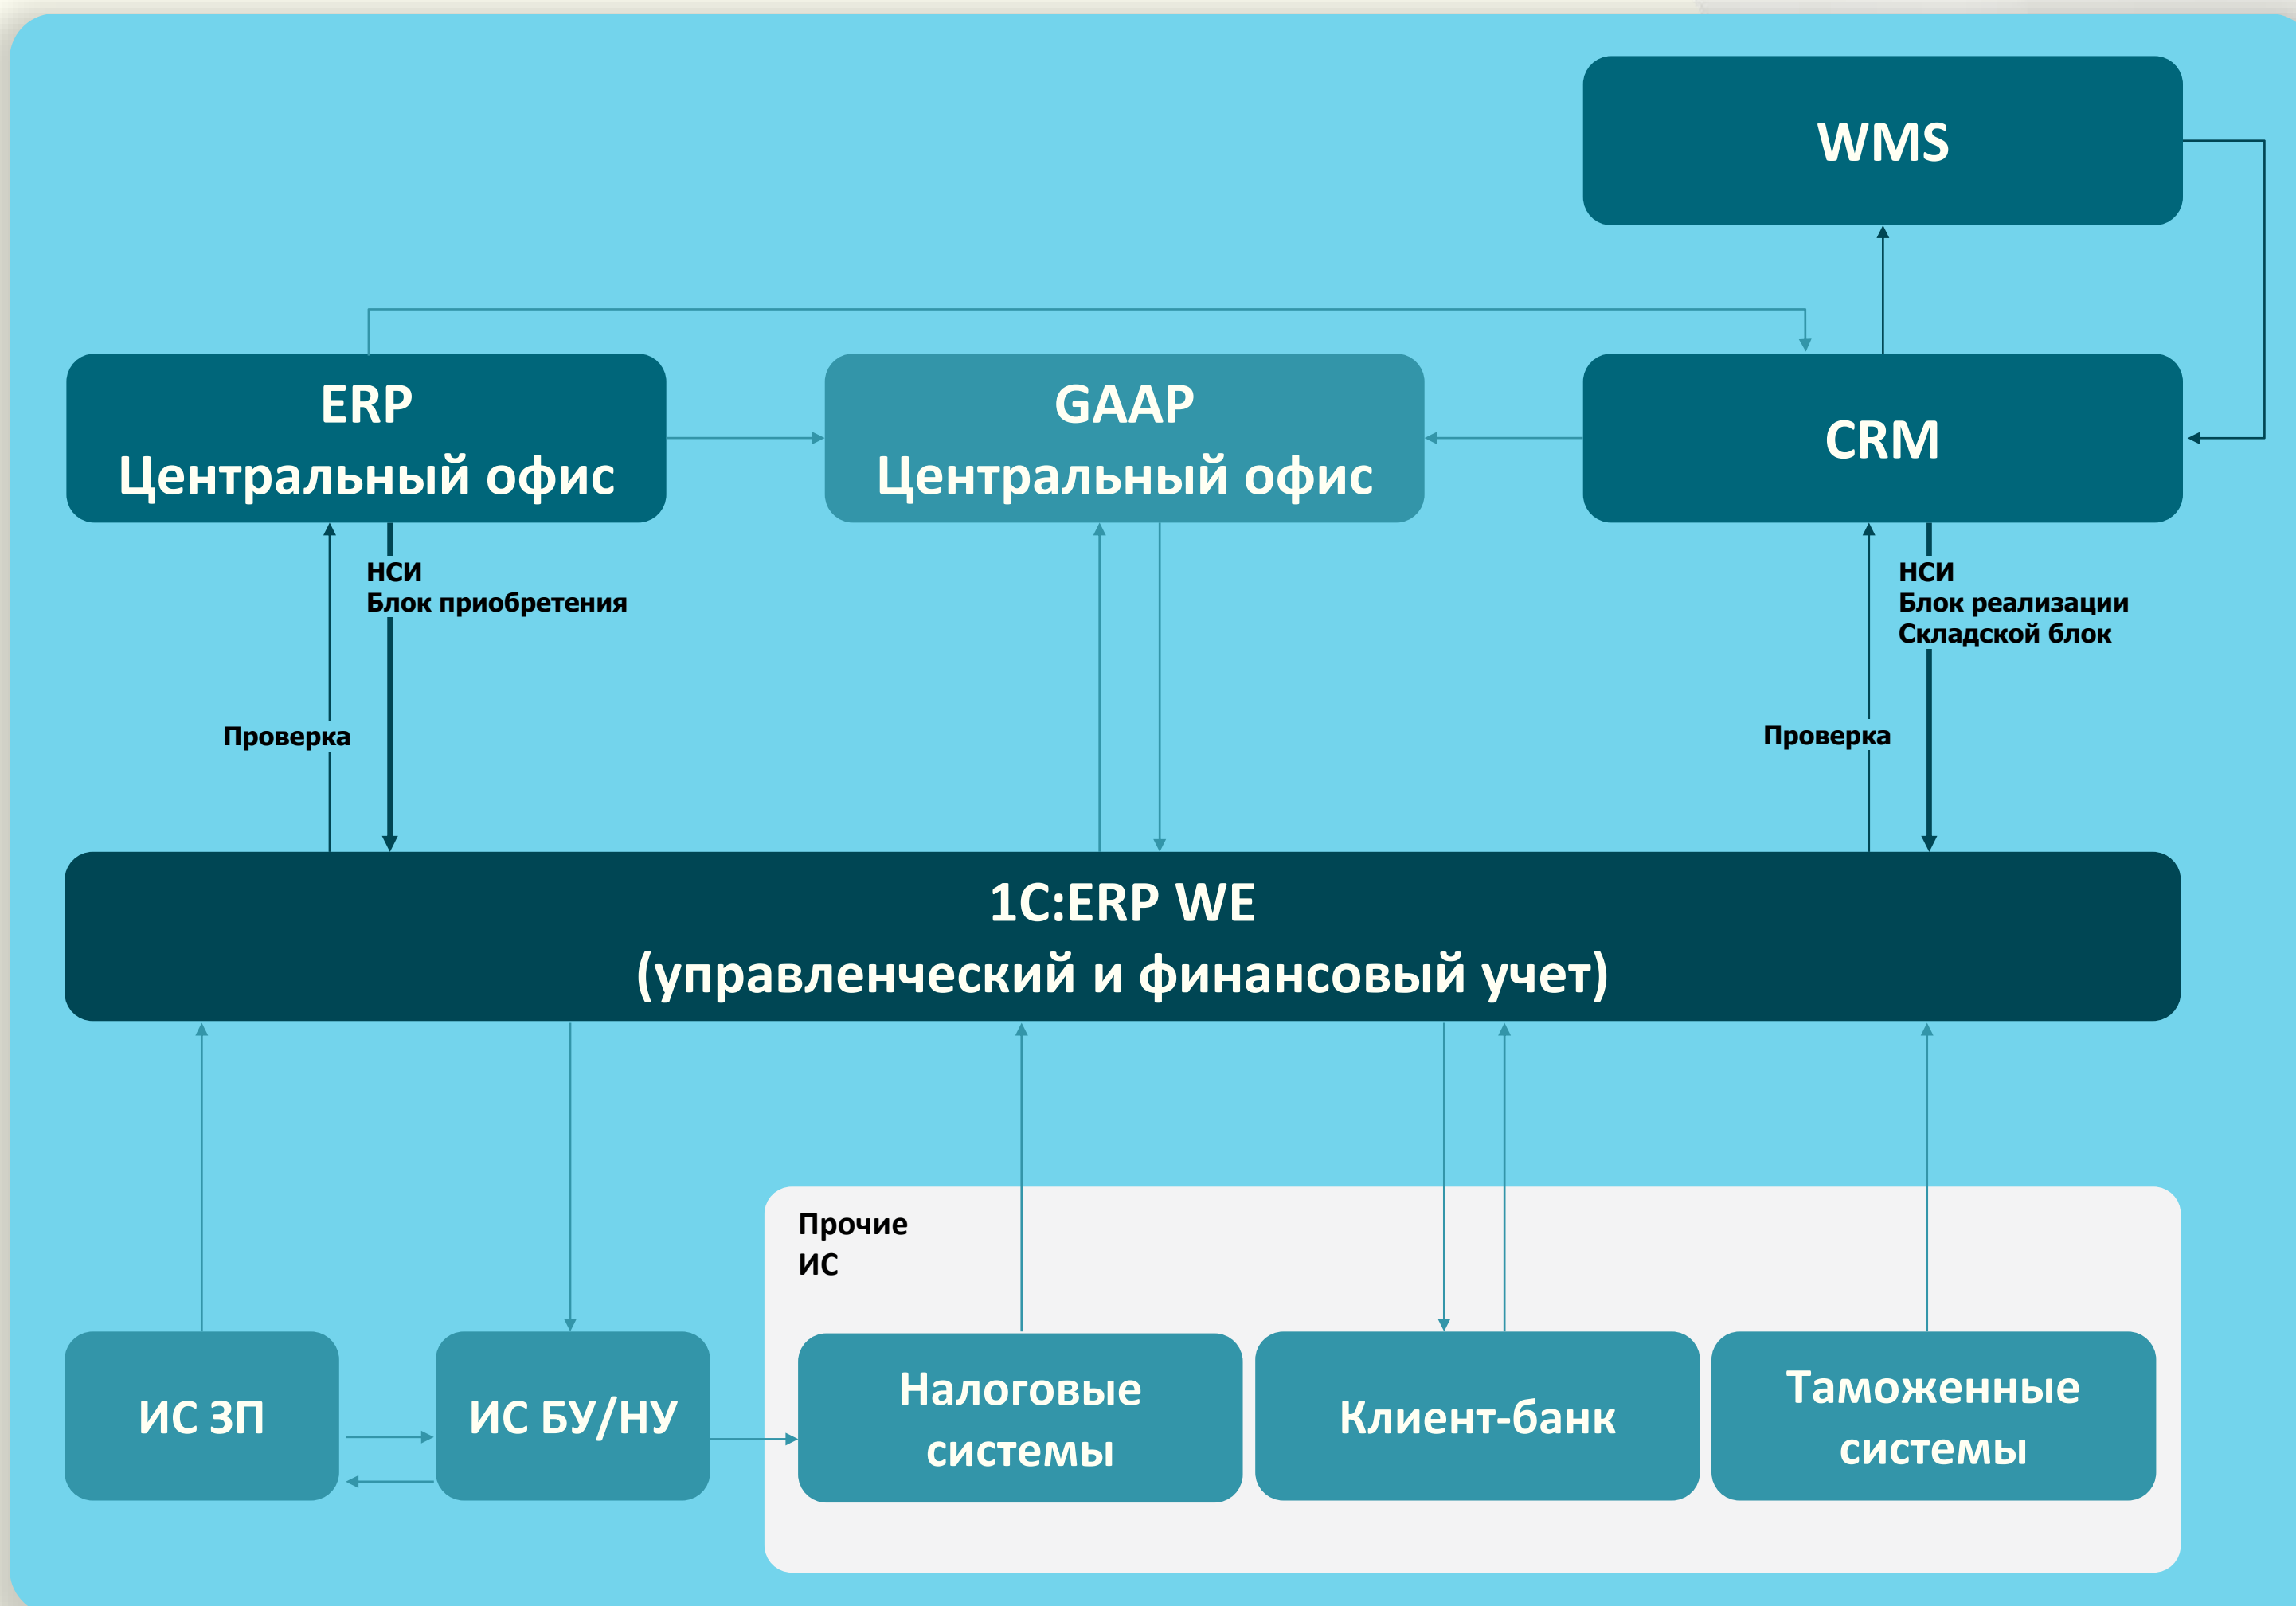 WMS
ERP
Центральный офис
GAAP
Центральный офис
CRM
НСИ
Блок приобретения
НСИ
Блок реализации
Складской блок
Проверка
Проверка
1C:ERP WE
(управленческий и финансовый учет)
Прочие
ИС
ИС ЗП
ИС БУ/НУ
Налоговые
системы
Клиент-банк
Таможенные
системы